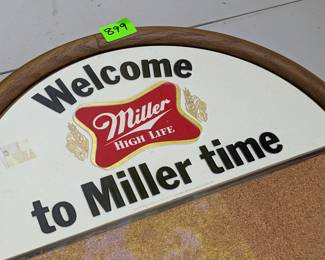 899
Welcome
Miller
HIGH LIFE
to Miller time